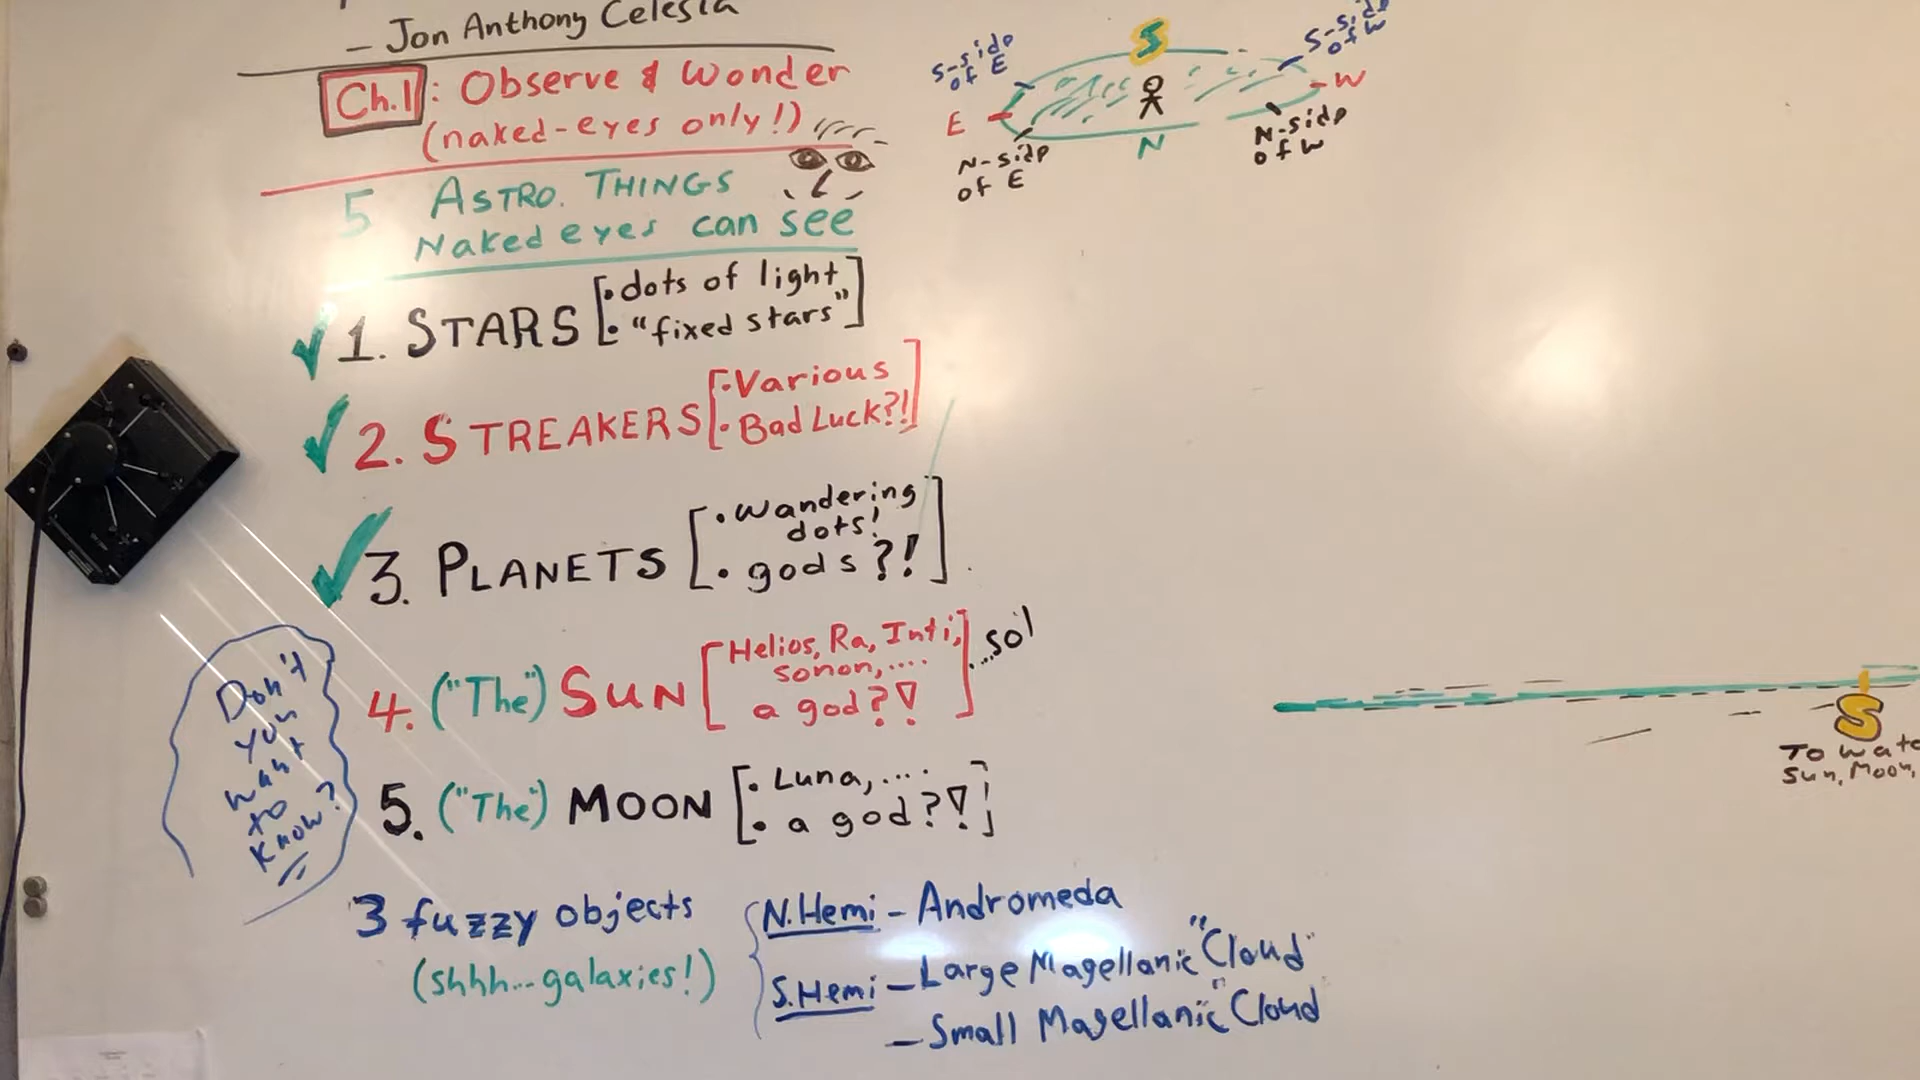 – Jon Anthony Celesta
Ch.1: Observe & Wonder
(naked-eyes only!)
5 ASTRO. THINGS
Naked eyes can see
✓ 1. STARS [• dots of light
• "fixed stars"]
✓ 2. STREAKERS [• Various
• Bad Luck?!]
✓ 3. PLANETS [• Wandering
dots!
• gods?!]
4. ("The") SUN [Helios, Ra, Inti,
sonon, ....
a god?!] ...sol
5. ("The") MOON [• Luna, ....
• a god?!]
Don't
you
want
to
know?
3 fuzzy objects
(shhh...galaxies!)
N.Hemi – Andromeda
S.Hemi – Large Magellanic "Cloud"
– Small Magellanic "Cloud
S
S-side
of E
S-side
of W
E
W
N-side
of E
N
N-side
of W
S
To
Sun, Moon,